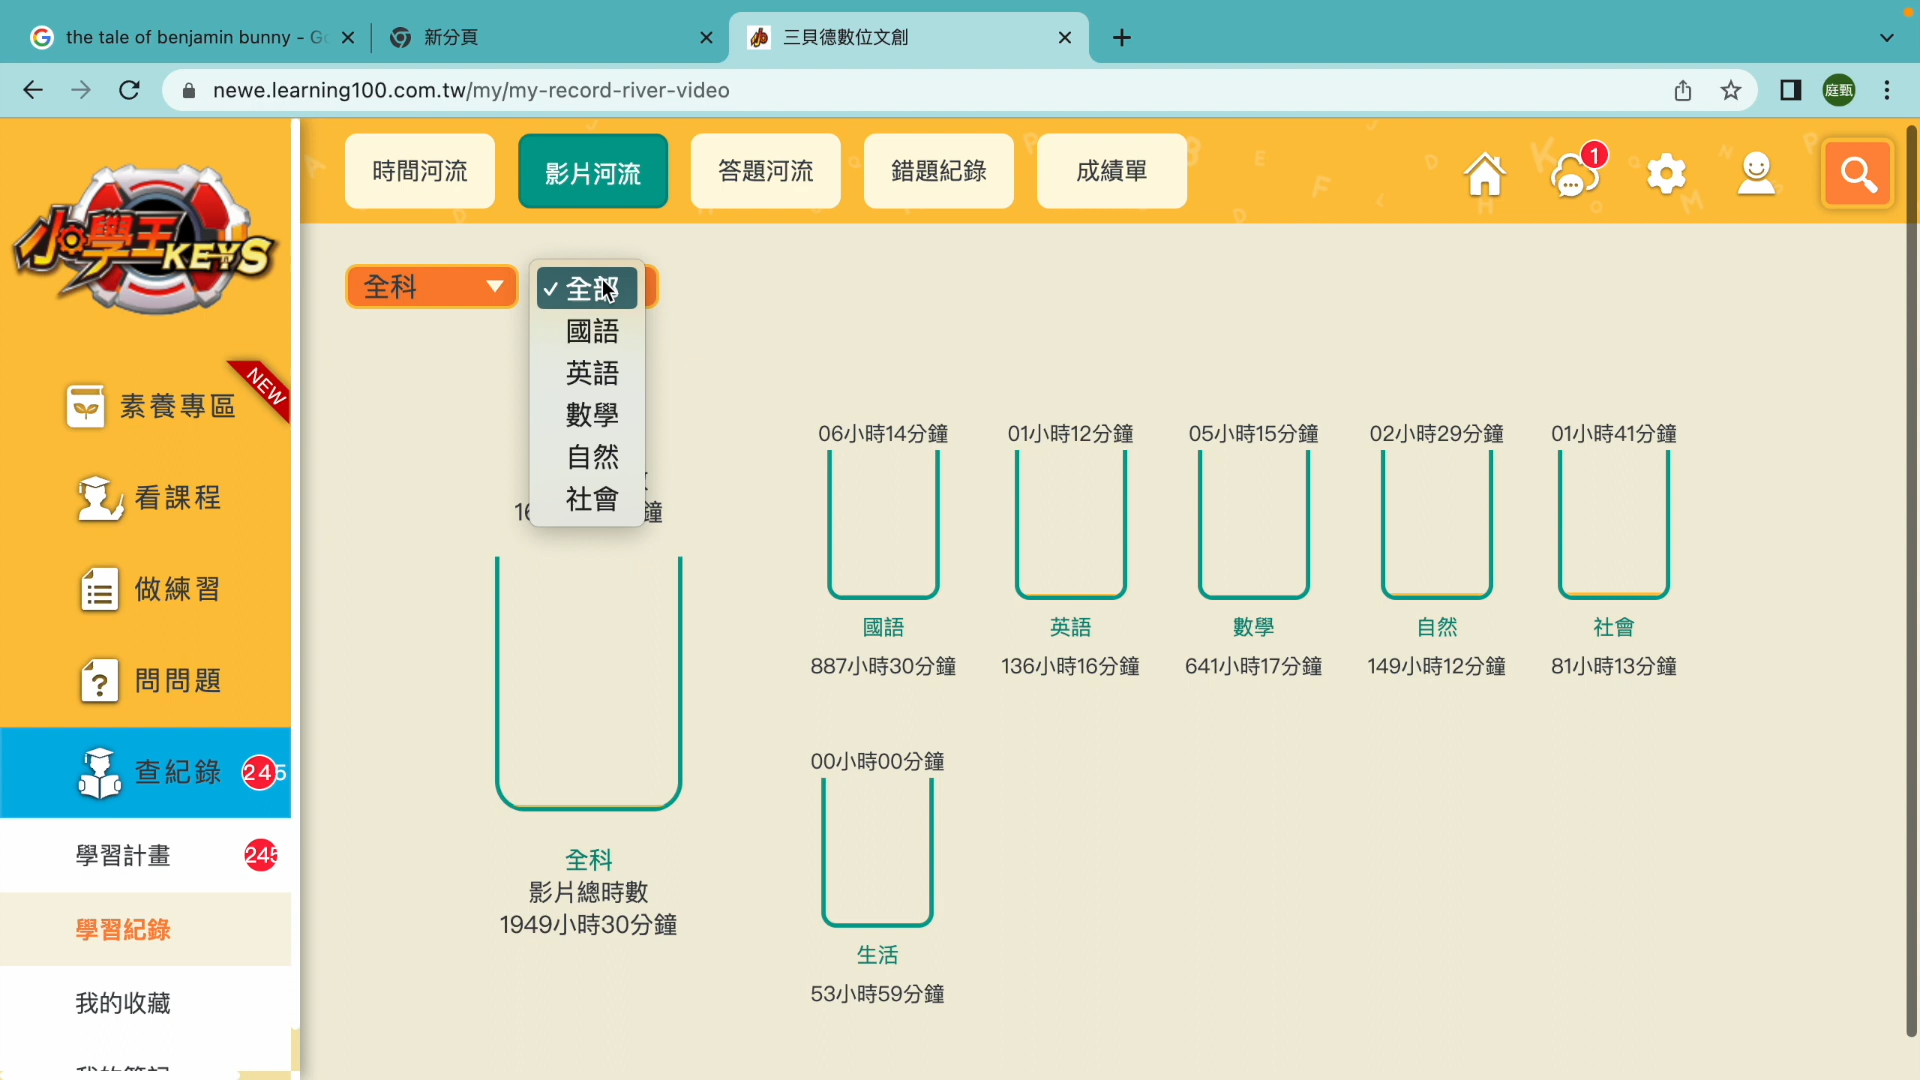 the tale of benjamin bunny - G
新分頁
三貝德數位文創
newe.learning100.com.tw/my/my-record-river-video
庭甄
小學王
KEYS
時間河流
影片河流
答題河流
錯題紀錄
成績單
1
全科
全部
國語
英語
數學
自然
社會
16
鐘
NEW
素養專區
看課程
做練習
問問題
查紀錄
245
學習計畫
245
學習紀錄
我的收藏
我的筆記
06小時14分鐘
01小時12分鐘
05小時15分鐘
02小時29分鐘
01小時41分鐘
國語
英語
數學
自然
社會
887小時30分鐘
136小時16分鐘
641小時17分鐘
149小時12分鐘
81小時13分鐘
00小時00分鐘
全科
影片總時數
1949小時30分鐘
生活
53小時59分鐘